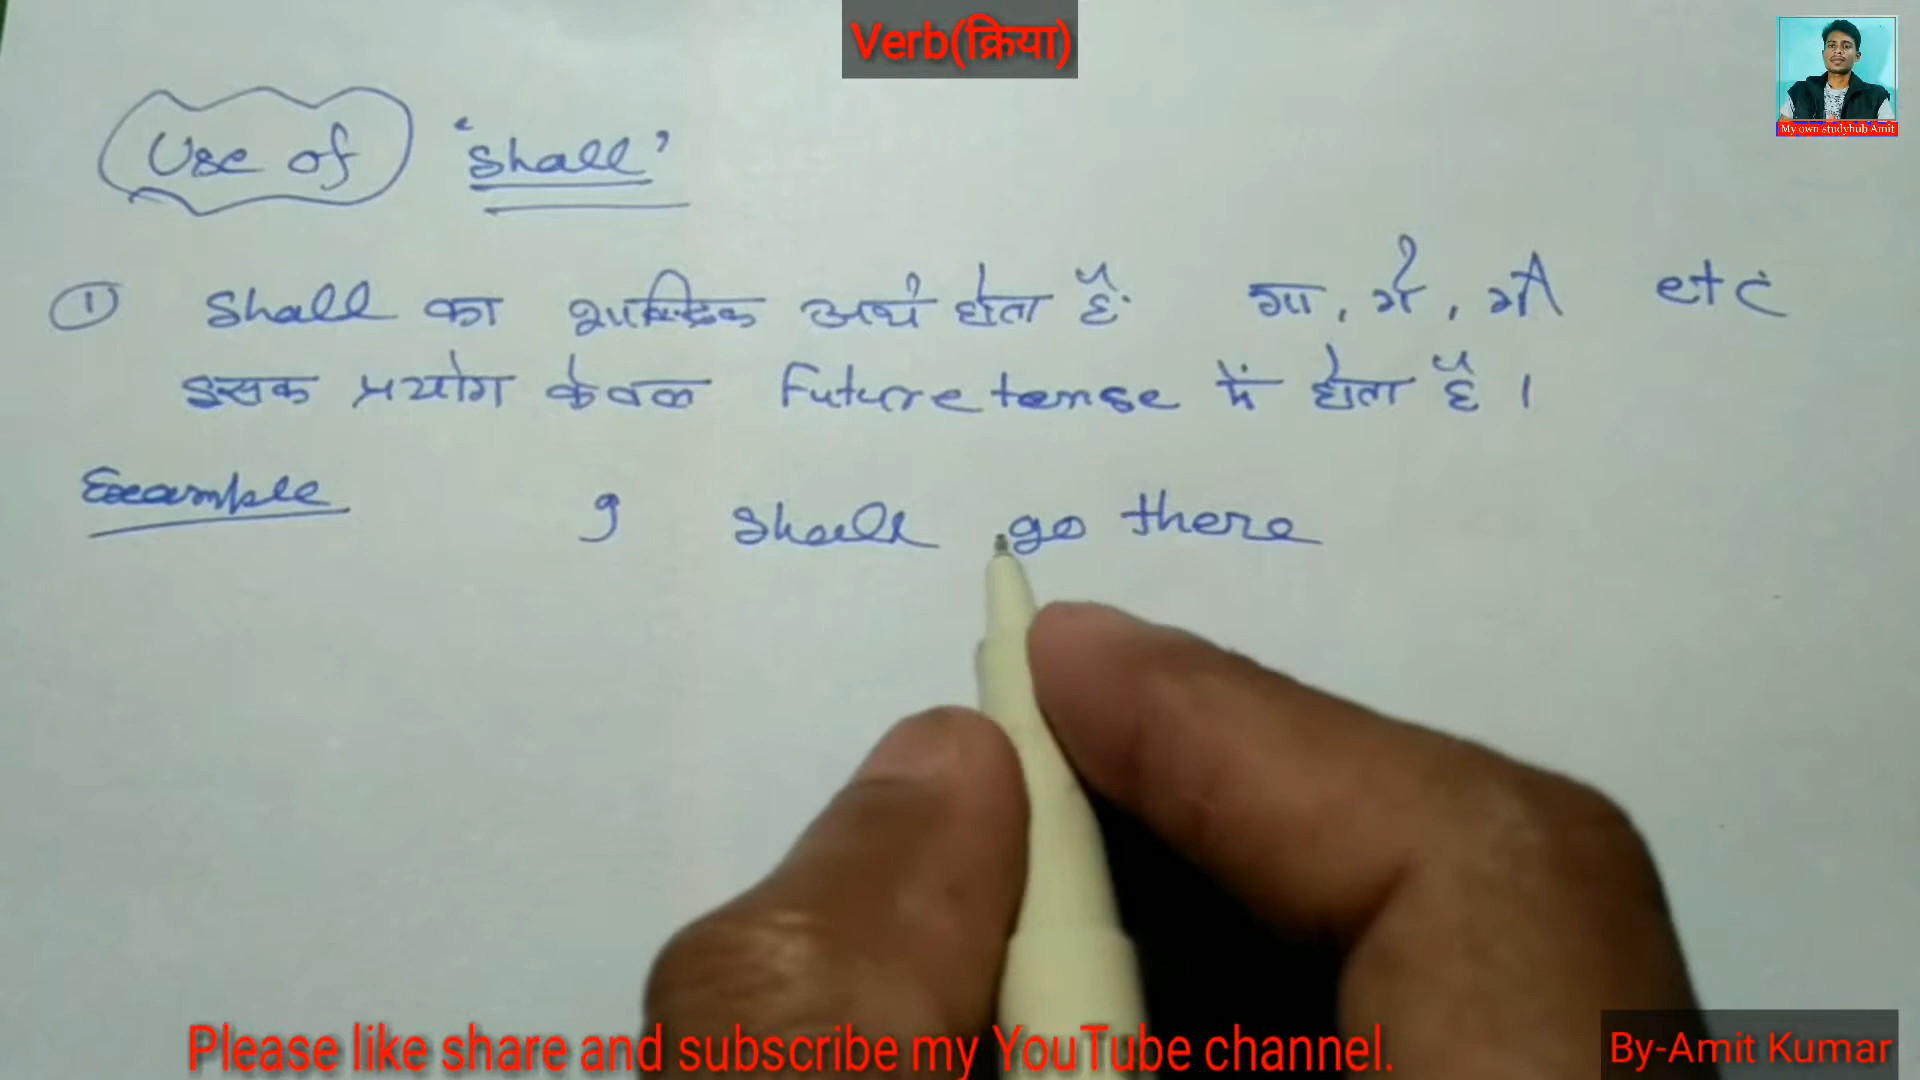 Verb(क्रिया)
My own studyhub Amit
Use of 'Shall'
① Shall का शाब्दिक अर्थ होता है गा, गे, गी etc
इसक प्रयोग केवल Future tense में होता है ।
Example I Shall go there
Please like share and subscribe my YouTube channel.
By-Amit Kumar